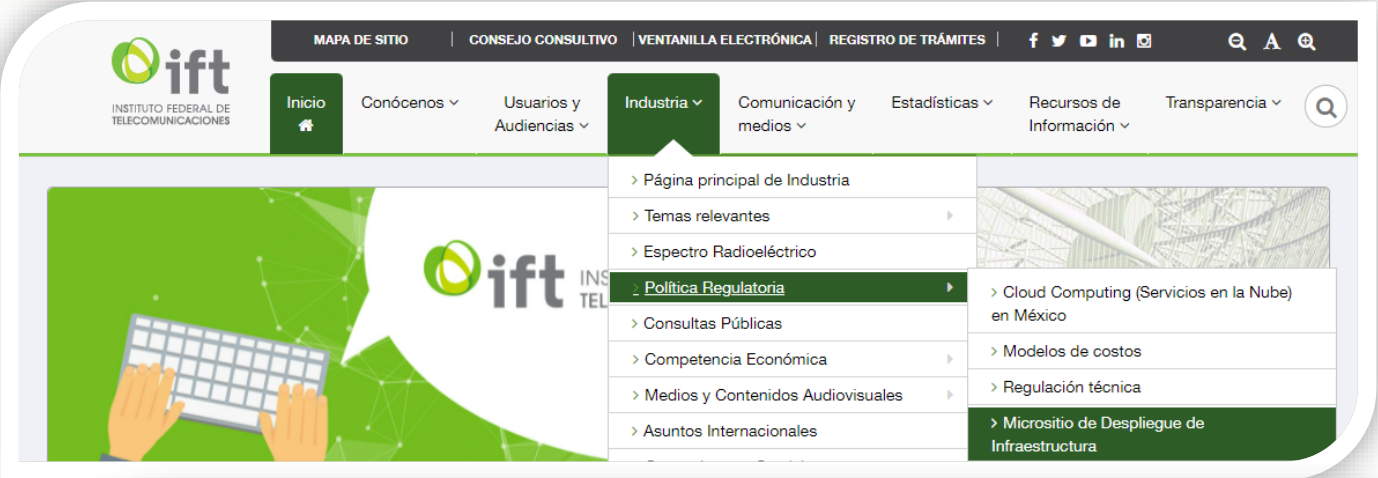 MAPA DE SITIO | CONSEJO CONSULTIVO | VENTANILLA ELECTRÓNICA | REGISTRO DE TRÁMITES |
A
ift
INSTITUTO FEDERAL DE
TELECOMUNICACIONES
Inicio
Conócenos
Usuarios y
Audiencias
Industria
Comunicación y
medios
Estadísticas
Recursos de
Información
Transparencia
> Página principal de Industria
> Temas relevantes
> Espectro Radioeléctrico
> Política Regulatoria
> Consultas Públicas
> Competencia Económica
> Medios y Contenidos Audiovisuales
> Asuntos Internacionales
> Cloud Computing (Servicios en la Nube)
en México
> Modelos de costos
> Regulación técnica
> Micrositio de Despliegue de
Infraestructura
ift
INS
TEL